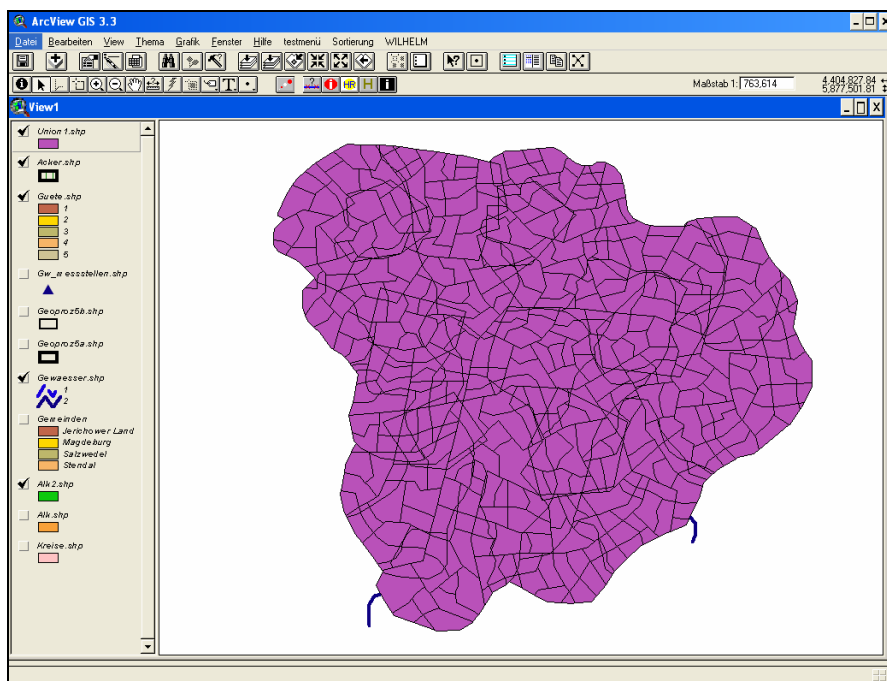 ArcView GIS 3.3
Datei Bearbeiten View Thema Grafik Fenster Hilfe testmenü Sortierung WILHELM
Maßstab 1: 763,614
4.404.827,84
5.877.501,81
HR H
View1
Union 1.shp
Acker.shp
Guete.shp
1
2
3
4
5
Gw_messstellen.shp
Geoproz5b.shp
Geoproz5a.shp
Gewaesser.shp
1
2
Gemeinden
Jerichower Land
Magdeburg
Salzwedel
Stendal
Alk2.shp
Alk.shp
Kreise.shp